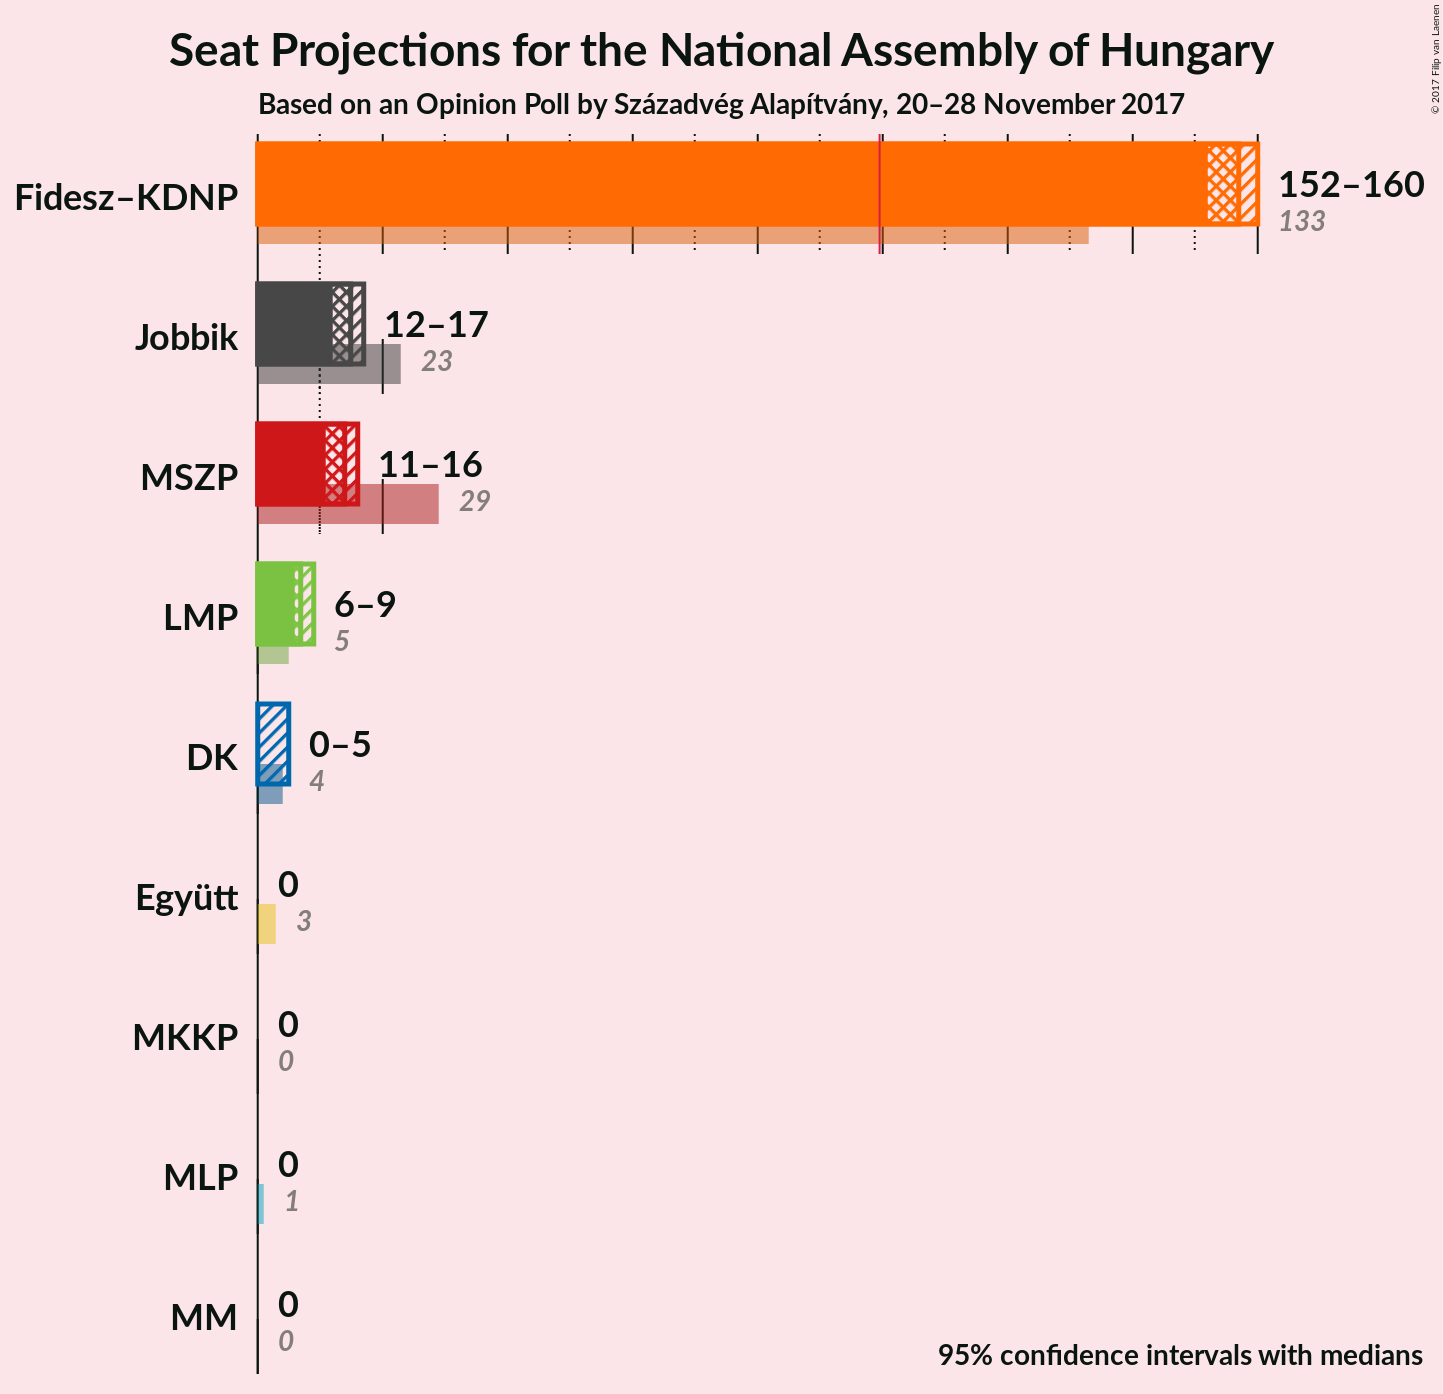 Seat Projections for the National Assembly of Hungary
Based on an Opinion Poll by Századvég Alapítvány, 20–28 November 2017
© 2017 Filip van Laenen
Fidesz–KDNP
152–160
133
Jobbik
12–17
23
MSZP
11–16
29
LMP
6–9
5
DK
0–5
4
Együtt
0
3
MKKP
0
0
MLP
0
1
MM
0
0
95% confidence intervals with medians